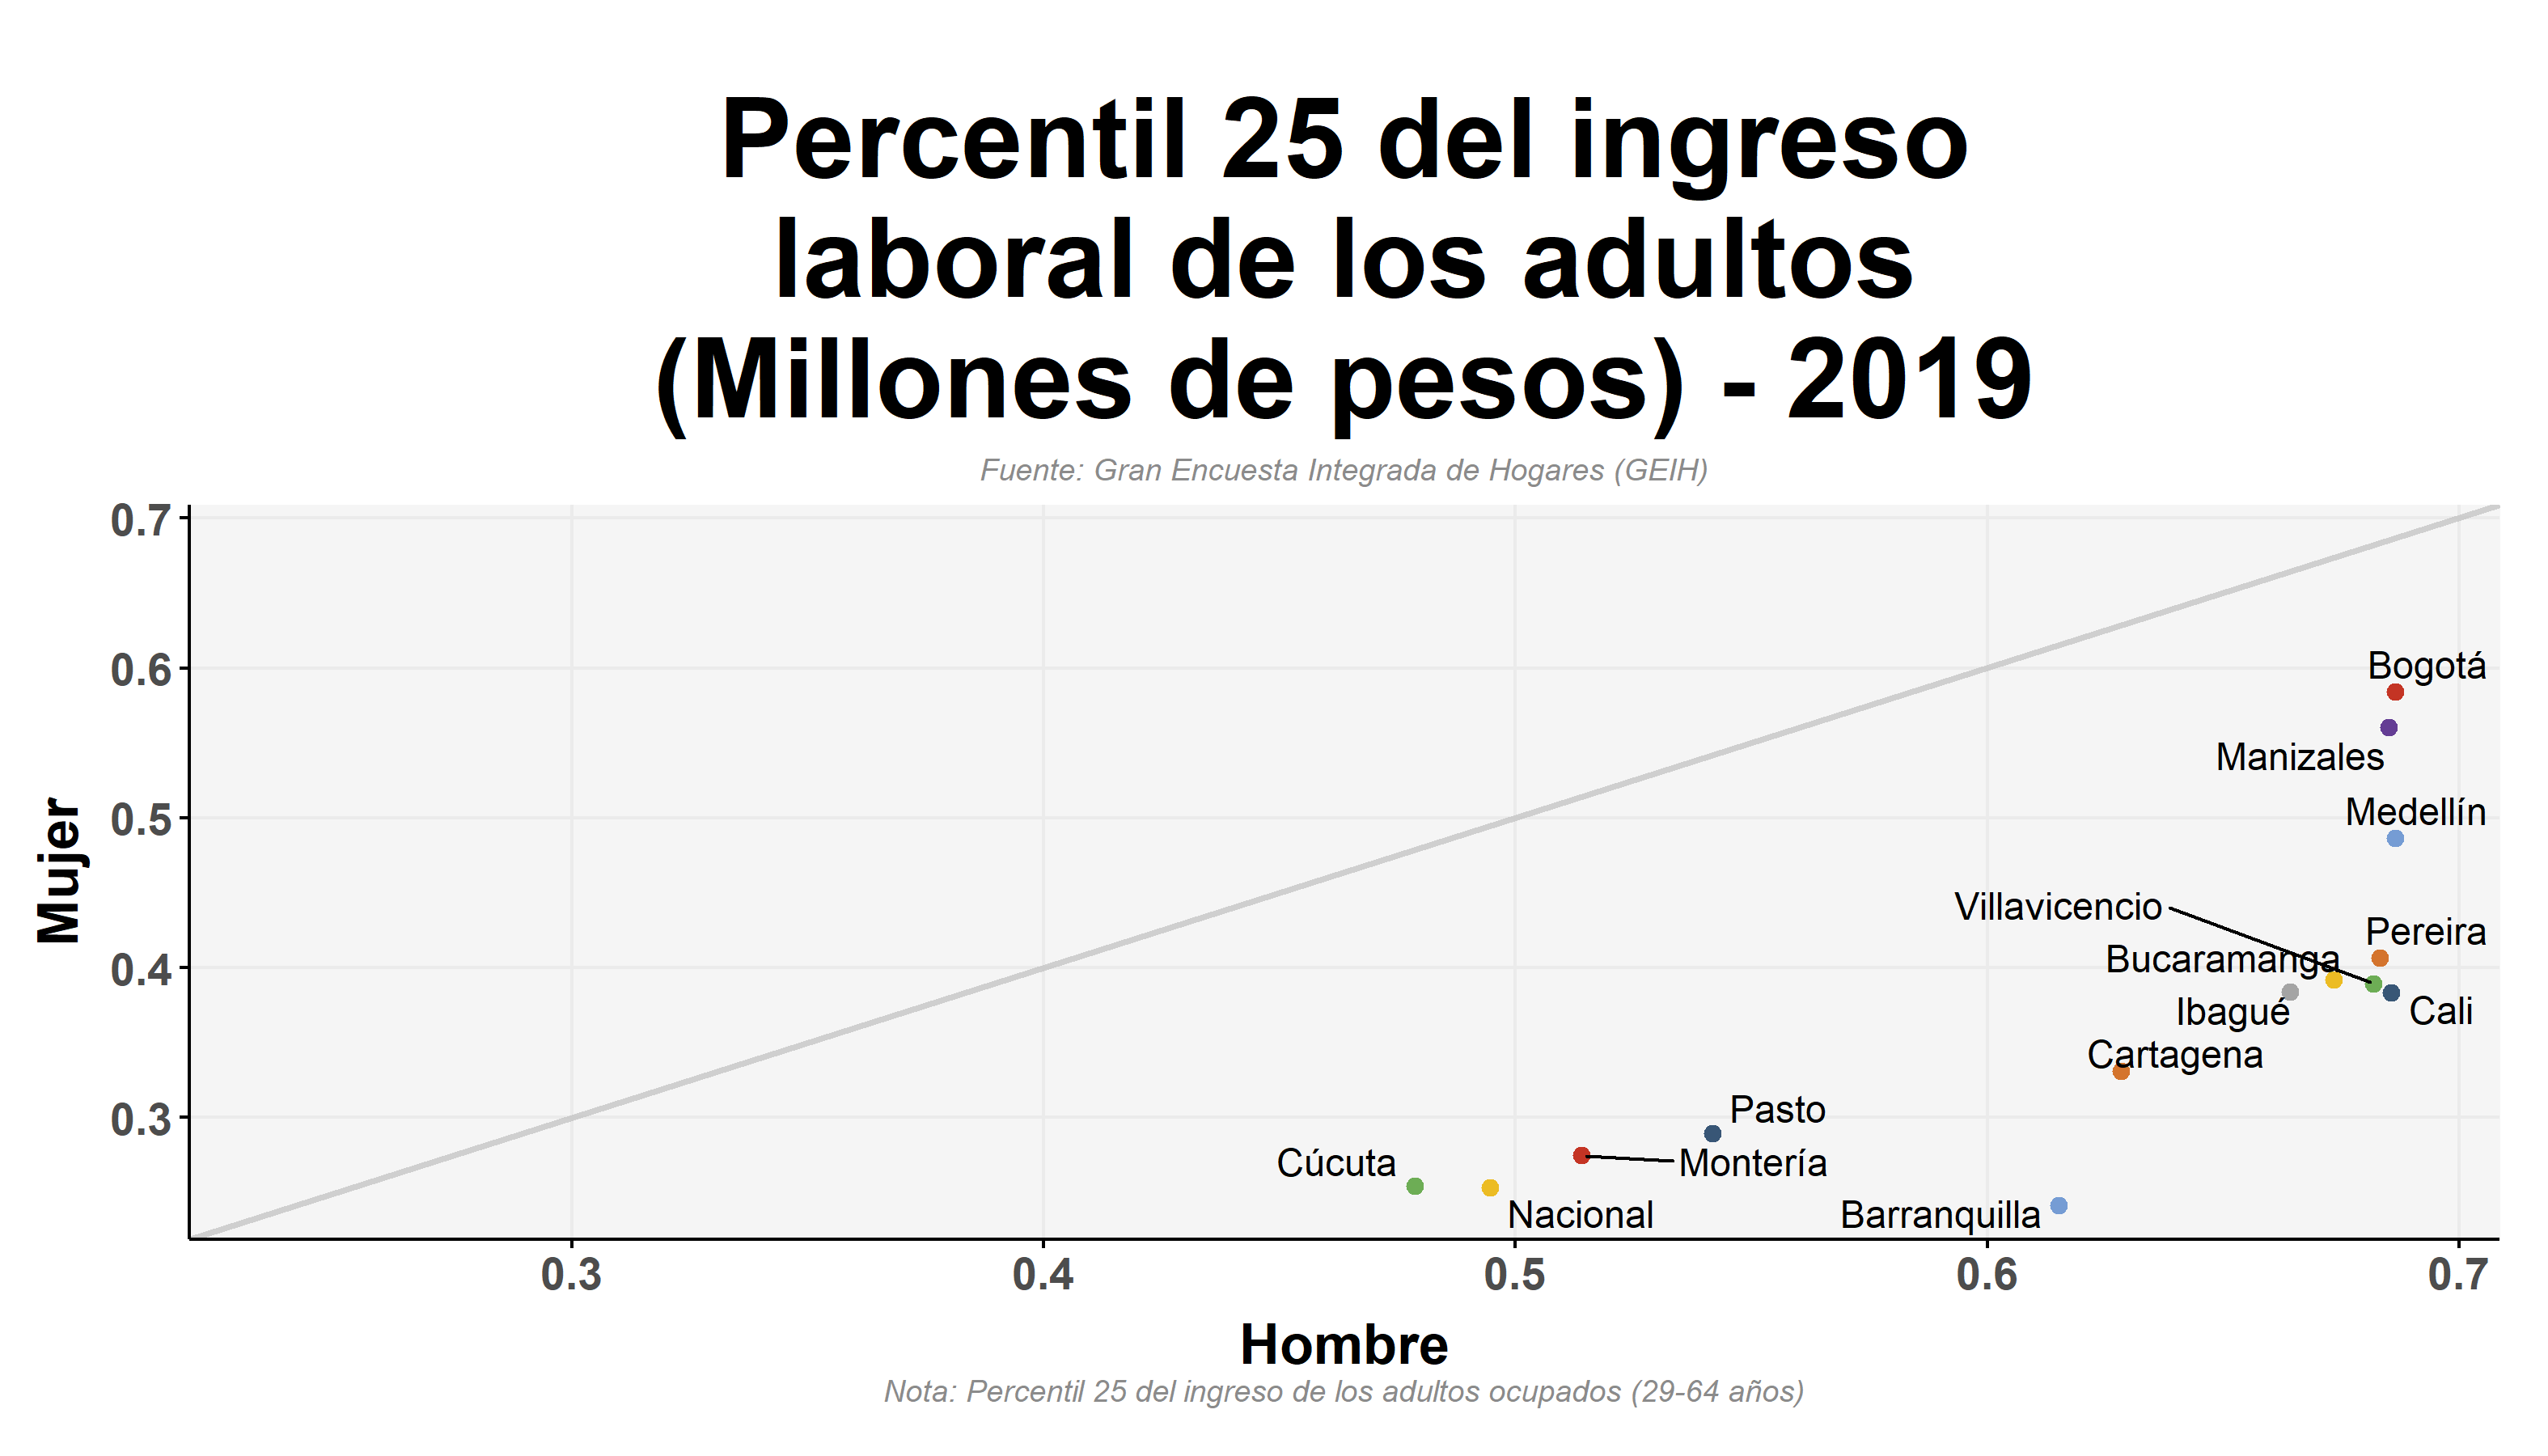 Percentil 25 del ingreso
laboral de los adultos
(Millones de pesos) - 2019
Fuente: Gran Encuesta Integrada de Hogares (GEIH)
0.7
0.6
0.5
0.4
0.3
Mujer
Bogotá
Manizales
Medellín
Villavicencio
Pereira
Bucaramanga
Ibagué
Cali
Cartagena
Pasto
Cúcuta
Montería
Nacional
Barranquilla
0.3
0.4
0.5
0.6
0.7
Hombre
Nota: Percentil 25 del ingreso de los adultos ocupados (29-64 años)